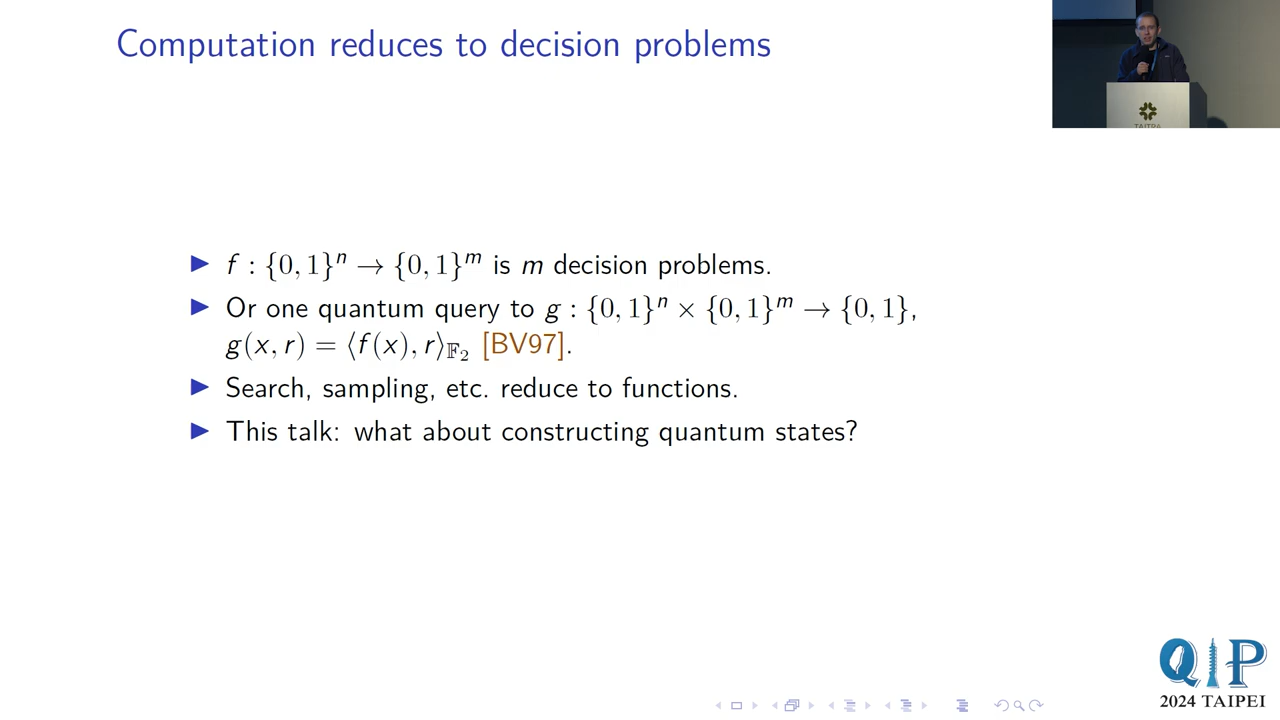 Computation reduces to decision problems
TAITRA
▶ f : {0, 1}ⁿ → {0, 1}ᵐ is m decision problems.
▶ Or one quantum query to g : {0, 1}ⁿ × {0, 1}ᵐ → {0, 1},
g(x, r) = ⟨f(x), r⟩_𝔽₂ [BV97].
▶ Search, sampling, etc. reduce to functions.
▶ This talk: what about constructing quantum states?
QIP
2024 TAIPEI